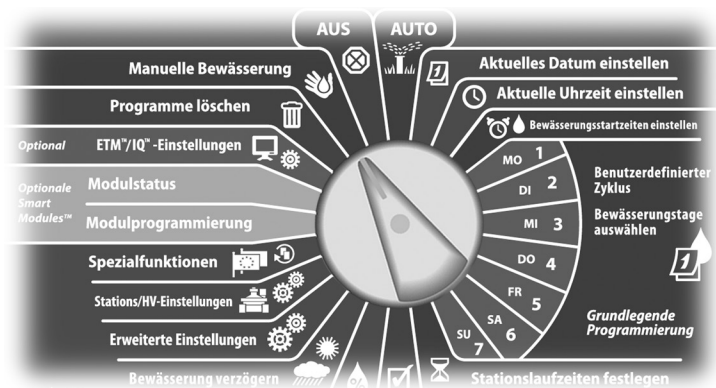 AUS
AUTO
Manuelle Bewässerung
Programme löschen
Optional
ETM™/IQ™ -Einstellungen
Optionale
Smart
Modules™
Modulstatus
Modulprogrammierung
Spezialfunktionen
Stations/HV-Einstellungen
Erweiterte Einstellungen
Bewässerung verzögern
Aktuelles Datum einstellen
Aktuelle Uhrzeit einstellen
Bewässerungsstartzeiten einstellen
MO 1
DI 2
MI 3
DO 4
FR 5
SA 6
SU 7
Benutzerdefinierter
Zyklus
Bewässerungstage
auswählen
1
1
Grundlegende
Programmierung
Stationslaufzeiten festlegen
%